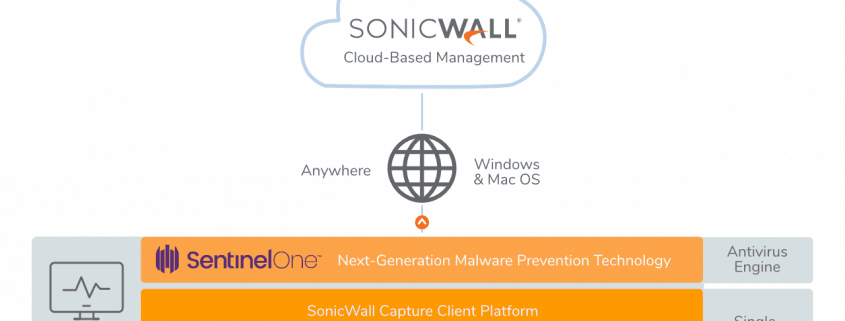 SONICWALL®
Cloud-Based Management
Anywhere
Windows
& Mac OS
SentinelOne™ Next-Generation Malware Prevention Technology
Antivirus
Engine
SonicWall Capture Client Platform
Single